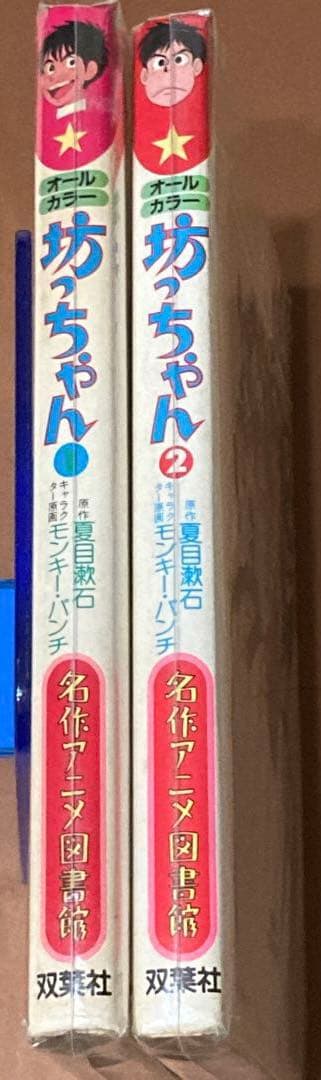 オール
カラー
坊っちゃん
1
原作 夏目漱石
キャラク
ター原画 モンキー・パンチ
名作アニメ図書館
双葉社
オール
カラー
坊っちゃん
2
原作 夏目漱石
キャラク
ター原画 モンキー・パンチ
名作アニメ図書館
双葉社